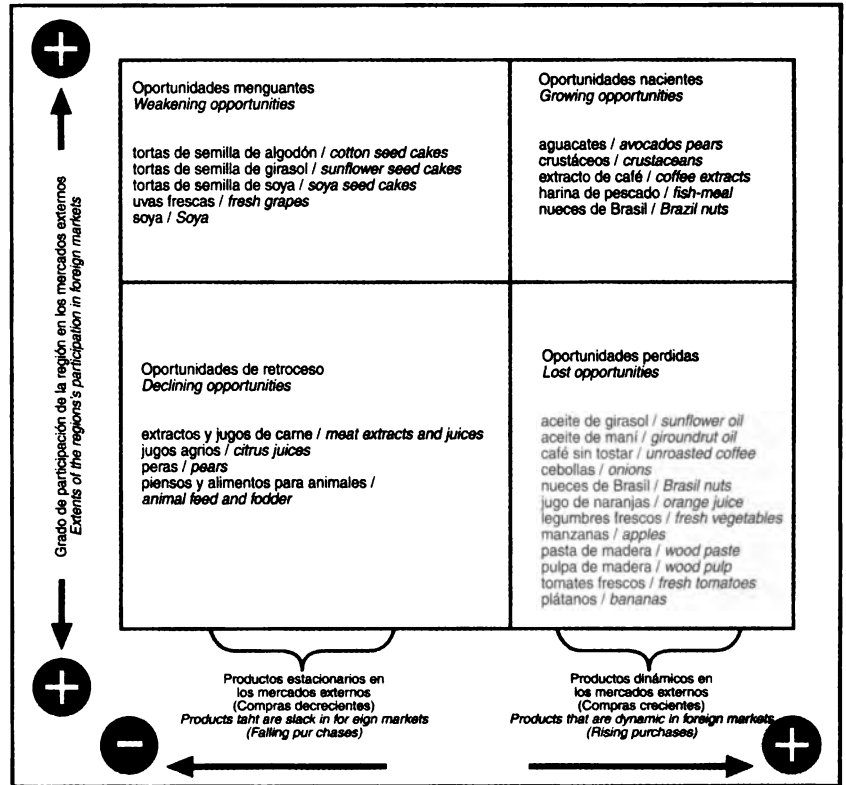 +
Grado de participación de la región en los mercados externos
Extents of the regions's participation in foreign markets
+
Oportunidades menguantes
Weakening opportunities
tortas de semilla de algodón / cotton seed cakes
tortas de semilla de girasol / sunflower seed cakes
tortas de semilla de soya / soya seed cakes
uvas frescas / fresh grapes
soya / Soya
Oportunidades nacientes
Growing opportunities
aguacates / avocados pears
crustáceos / crustaceans
extracto de café / coffee extracts
harina de pescado / fish-meal
nueces de Brasil / Brazil nuts
Oportunidades de retroceso
Declining opportunities
extractos y jugos de carne / meat extracts and juices
jugos agrios / citrus juices
peras / pears
piensos y alimentos para animales /
animal feed and fodder
Oportunidades perdidas
Lost opportunities
aceite de girasol / sunflower oil
aceite de maní / giroundrut oil
café sin tostar / unroasted coffee
cebollas / onions
nueces de Brasil / Brasil nuts
jugo de naranjas / orange juice
legumbres frescos / fresh vegetables
manzanas / apples
pasta de madera / wood paste
pulpa de madera / wood pulp
tomates frescos / fresh tomatoes
plátanos / bananas
Productos estacionarios en
los mercados externos
(Compras decrecientes)
Products taht are slack in for eign markets
(Falling pur chases)
Productos dinámicos en
los mercados externos
(Compras crecientes)
Products that are dynamic in foreign markets
(Rising purchases)
−
+